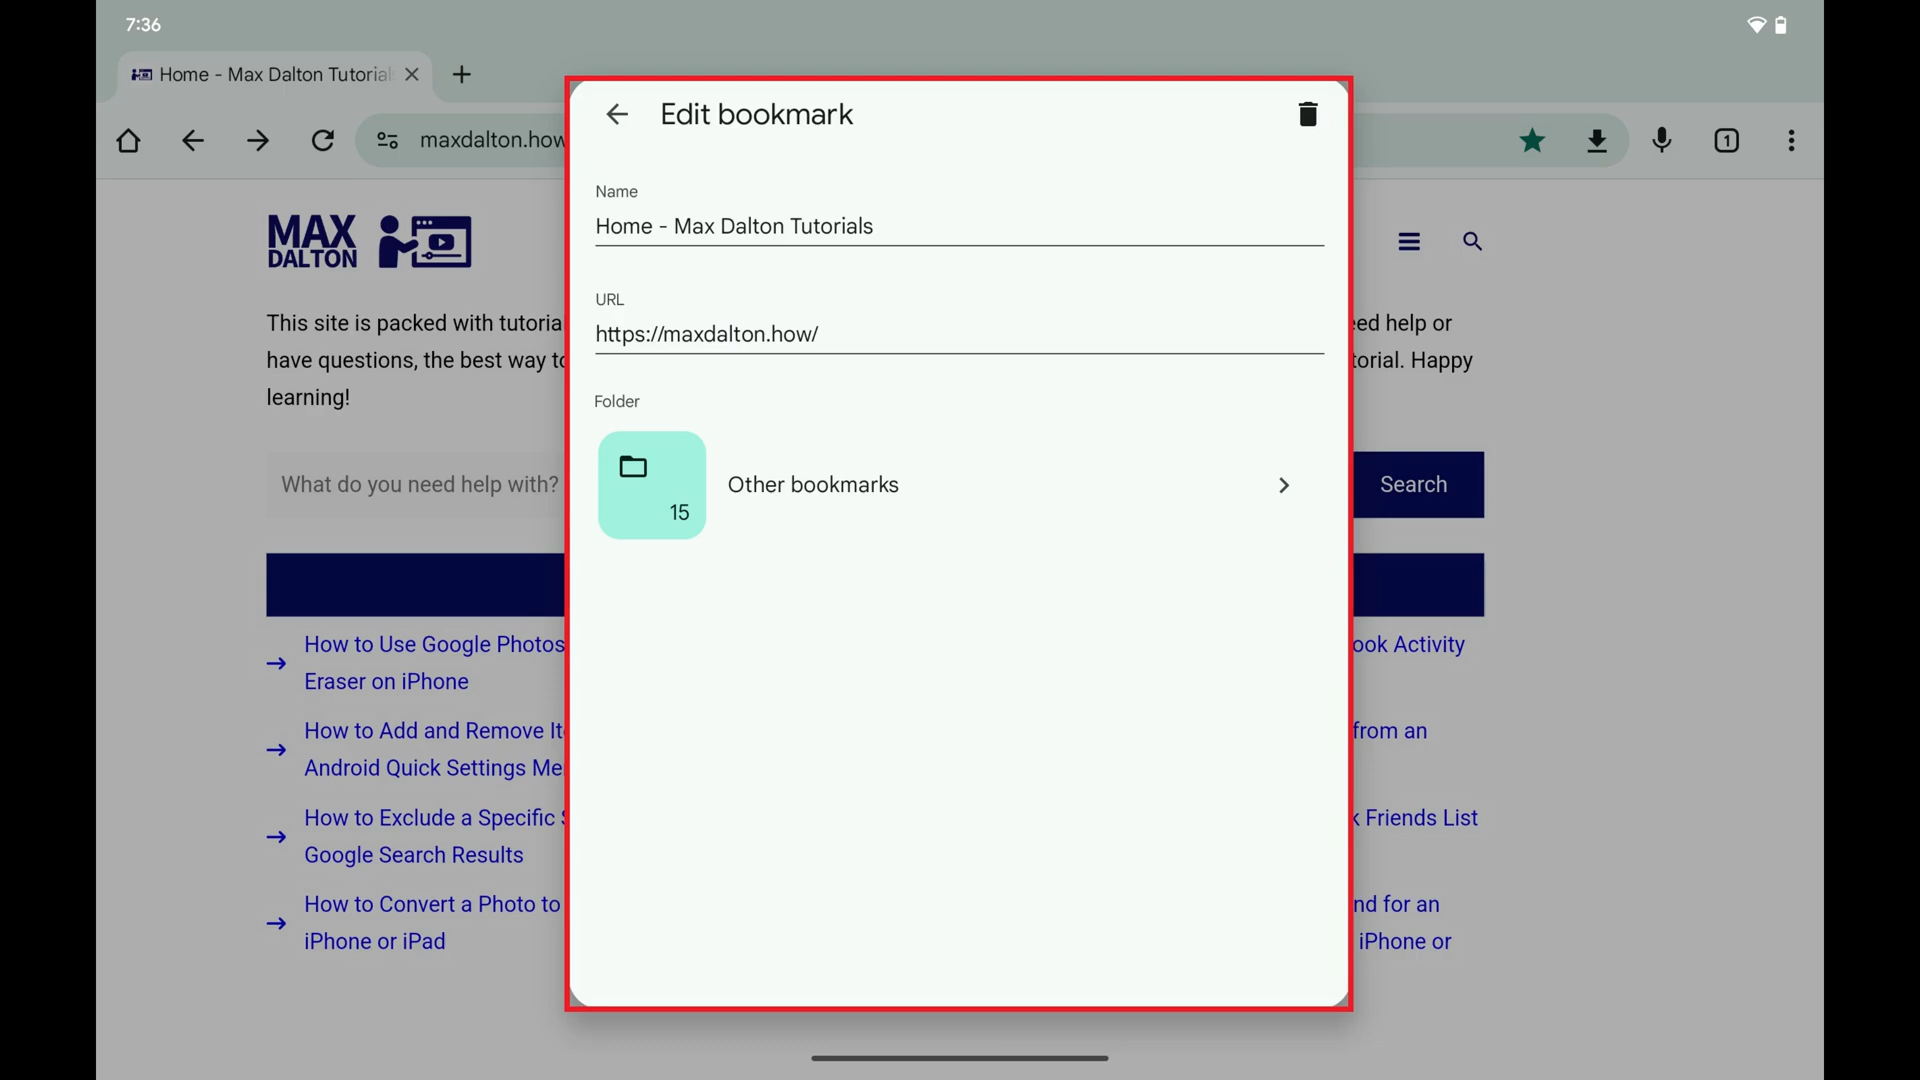 7:36
Home - Max Dalton Tutorial
maxdalton.how
1
Edit bookmark
Name
Home - Max Dalton Tutorials
URL
https://maxdalton.how/
Folder
15
Other bookmarks
MAX
DALTON
This site is packed with tutoria
have questions, the best way to
learning!
eed help or
torial. Happy
What do you need help with?
Search
How to Use Google Photos
Eraser on iPhone
How to Add and Remove Ite
Android Quick Settings Me
How to Exclude a Specific S
Google Search Results
How to Convert a Photo to
iPhone or iPad
ook Activity
from an
k Friends List
nd for an
iPhone or